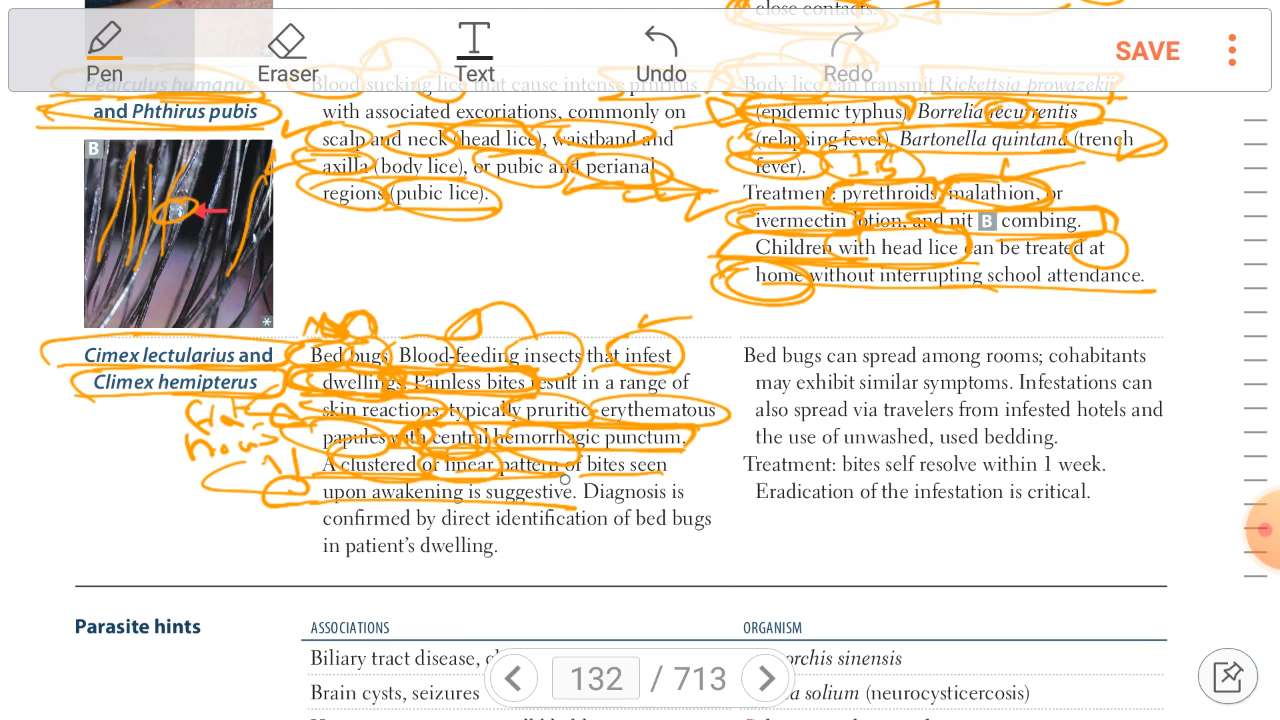 close contacts.
Pen
Eraser
Text
Undo
Redo
SAVE
Pediculus humanus
and Phthirus pubis
B
Blood-sucking lice that cause intense pruritus
with associated excoriations, commonly on
scalp and neck (head lice), waistband and
axilla (body lice), or pubic and perianal
regions (pubic lice).
Body lice can transmit Rickettsia prowazekii
(epidemic typhus), Borrelia recurrentis
(relapsing fever), Bartonella quintana (trench
fever).
Treatment: pyrethroids, malathion, or
ivermectin lotion, and nit B combing.
Children with head lice can be treated at
home without interrupting school attendance.
Cimex lectularius and
Climex hemipterus
Bed bugs. Blood-feeding insects that infest
dwellings. Painless bites result in a range of
skin reactions, typically pruritic, erythematous
papules with central hemorrhagic punctum.
A clustered or linear pattern of bites seen
upon awakening is suggestive. Diagnosis is
confirmed by direct identification of bed bugs
in patient's dwelling.
Bed bugs can spread among rooms; cohabitants
may exhibit similar symptoms. Infestations can
also spread via travelers from infested hotels and
the use of unwashed, used bedding.
Treatment: bites self resolve within 1 week.
Eradication of the infestation is critical.
Parasite hints
ASSOCIATIONS
ORGANISM
Biliary tract disease,
orchis sinensis
Brain cysts, seizures
solium (neurocysticercosis)
132 / 713